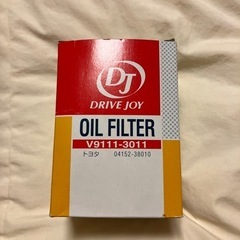 DJ
DRIVE JOY
OIL FILTER
V9111-3011
トヨタ 04152-38010